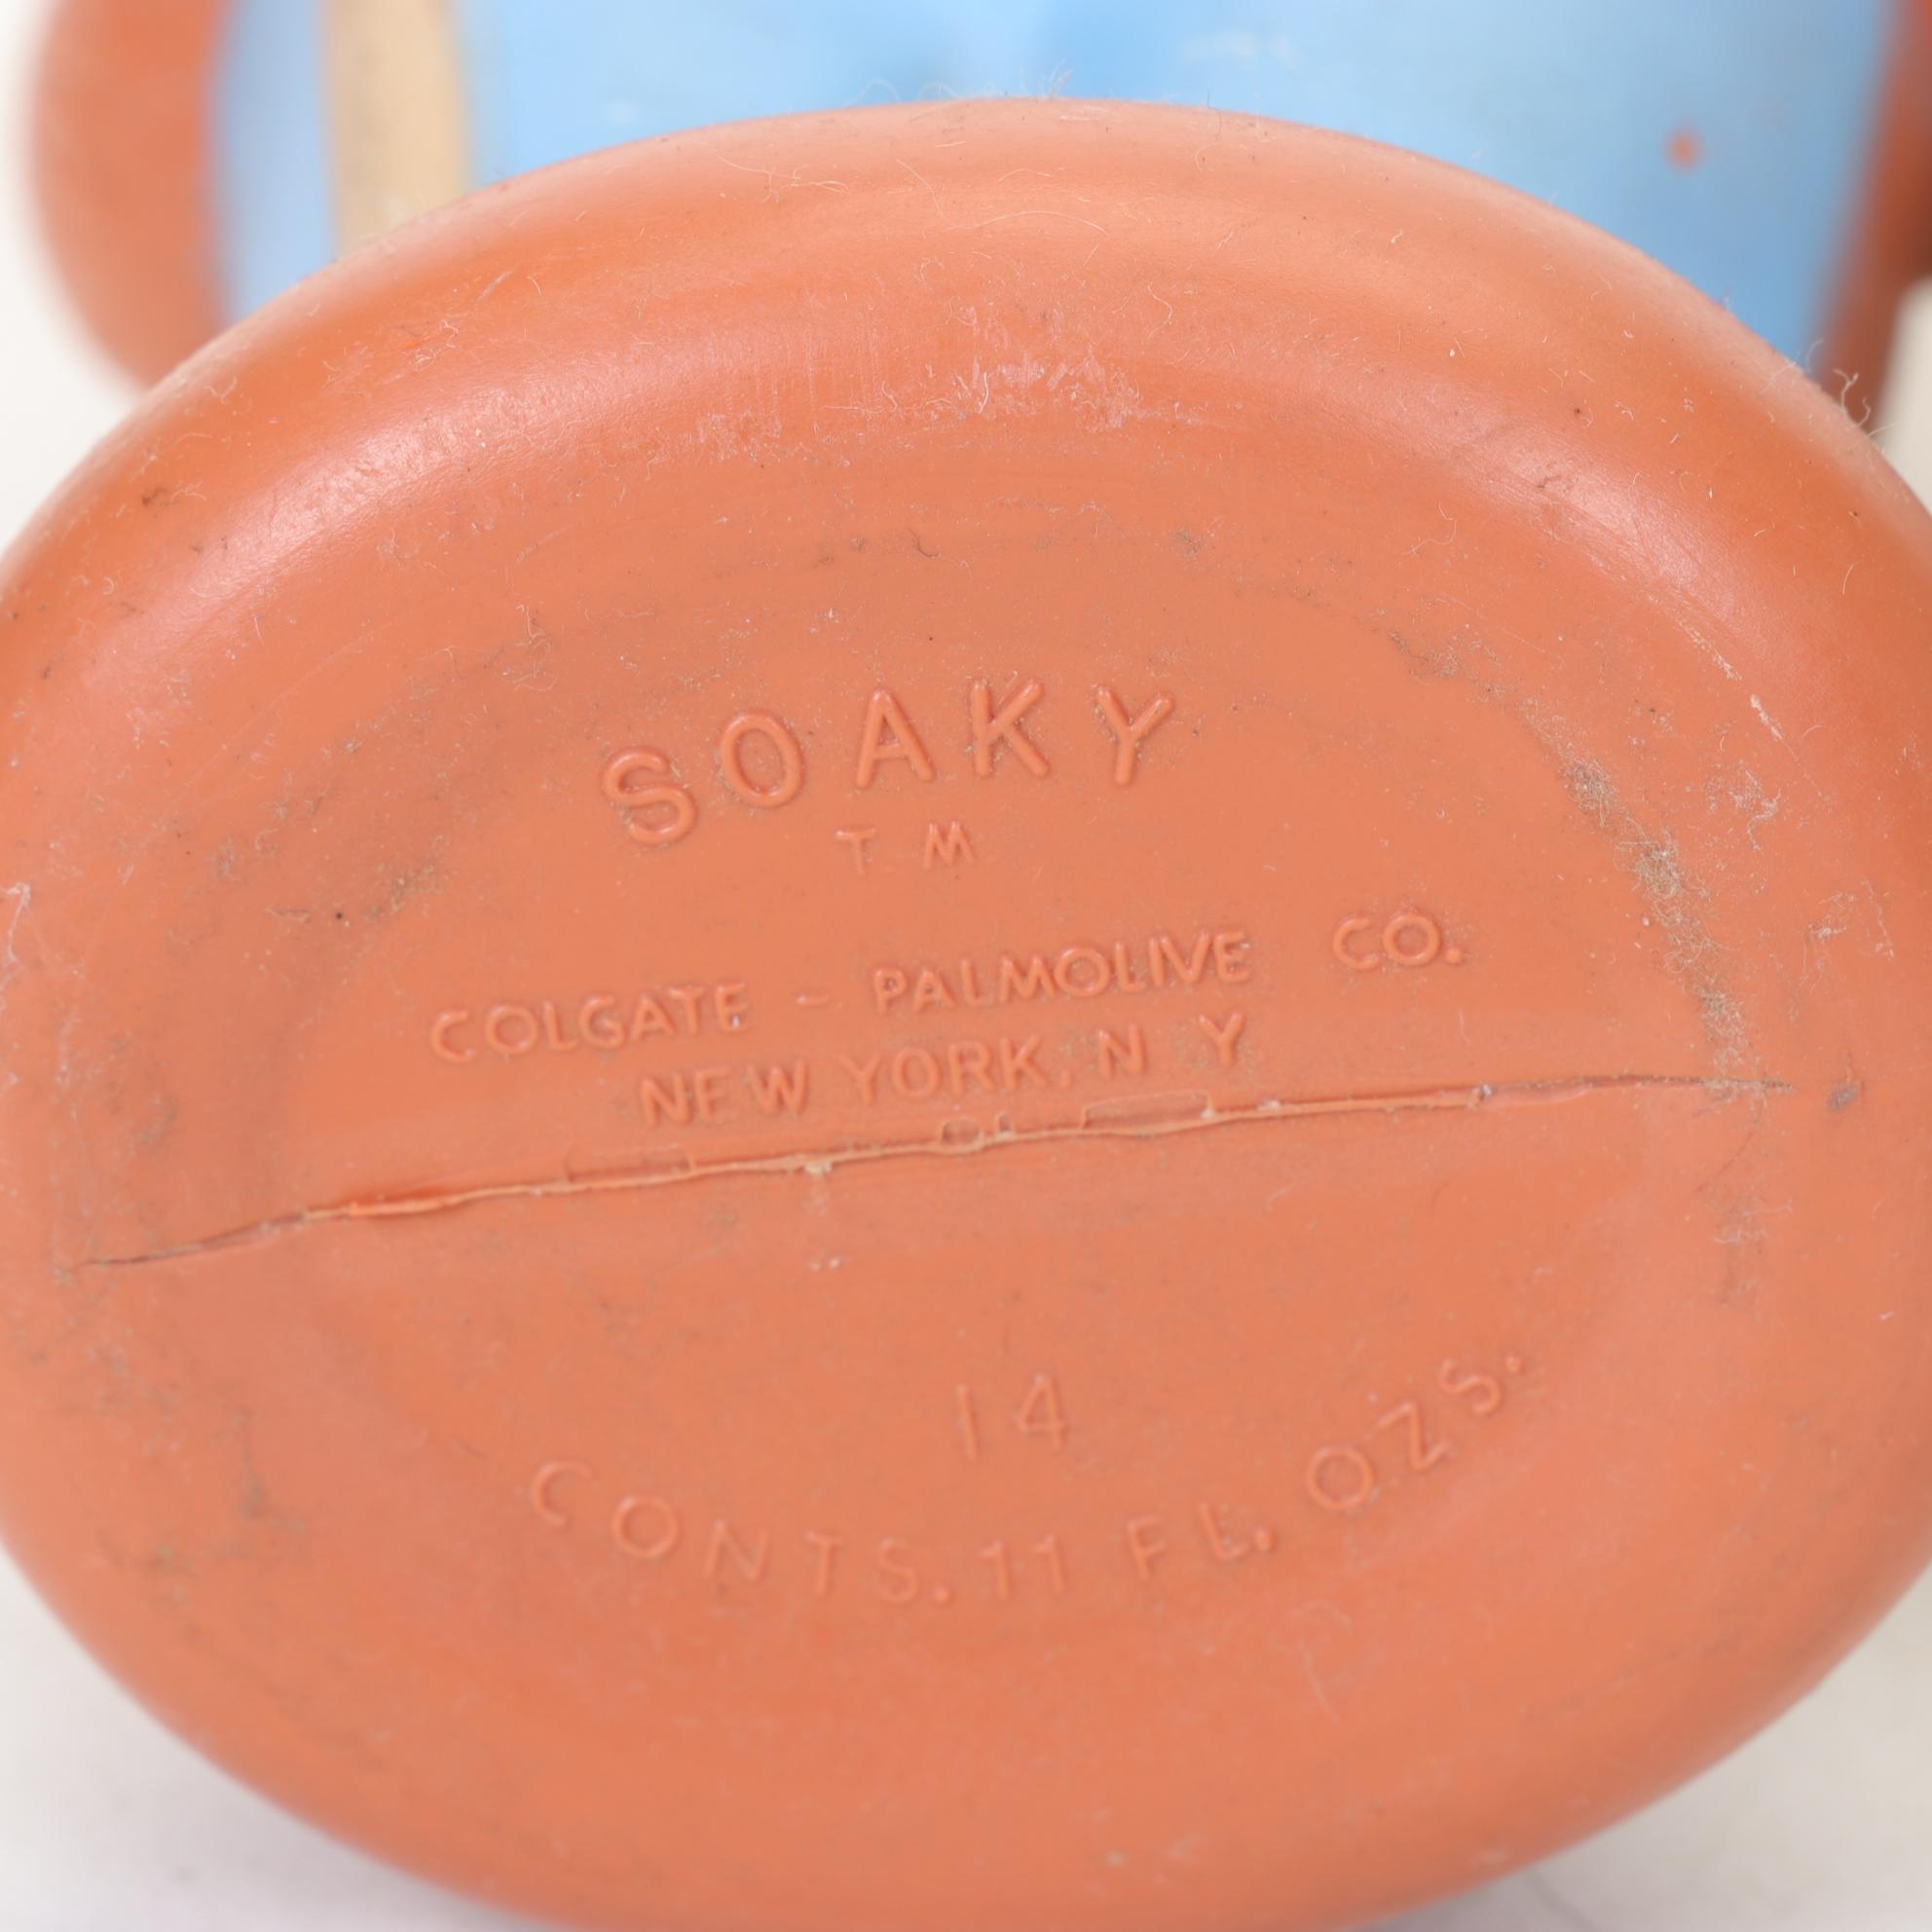 SOAKY
TM
COLGATE - PALMOLIVE CO.
NEW YORK, N Y
14
CONTS. 11 FL. OZS.